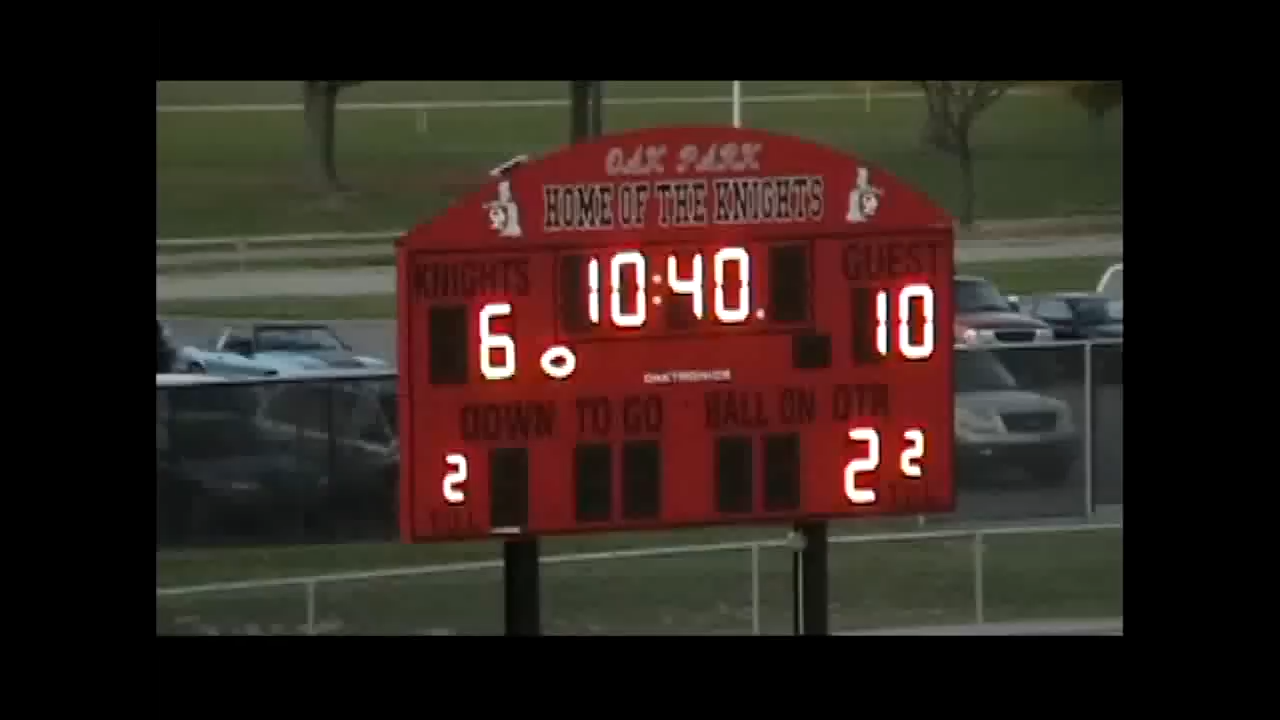 OAK PARK
HOME OF THE KNIGHTS
KNIGHTS 10:40. GUEST
6 10
DAKTRONICS
DOWN TO GO BALL ON QTR
2 2 2